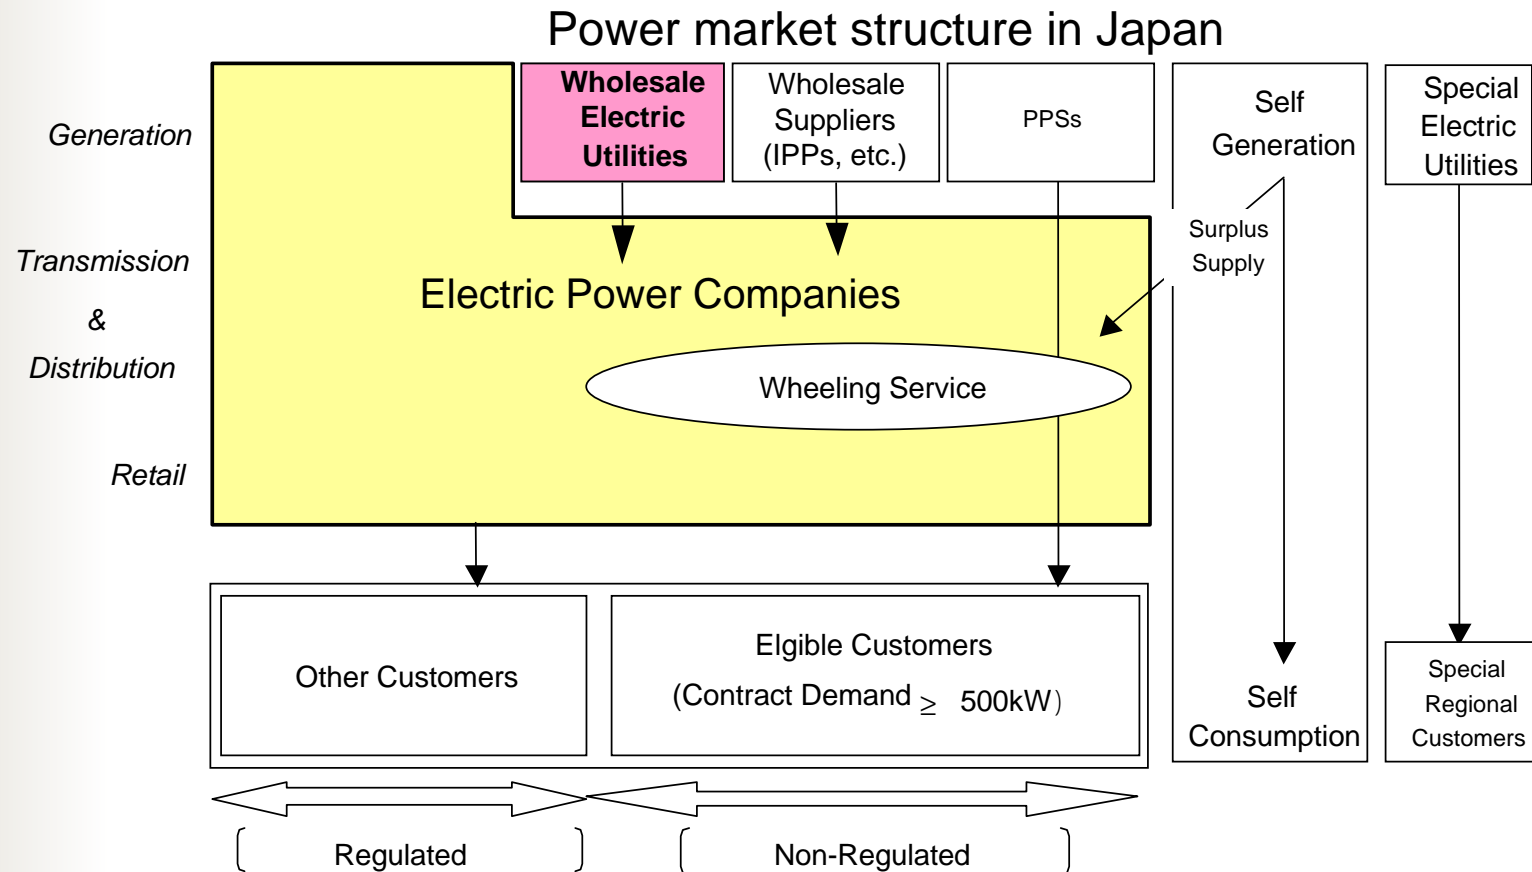 Power market structure in Japan
Wholesale
Electric
Utilities
Wholesale
Suppliers
(IPPs, etc.)
PPSs
Self
Generation
Special
Electric
Utilities
Generation
Transmission
&
Distribution
Retail
Surplus
Supply
Electric Power Companies
Wheeling Service
Other Customers
Elgible Customers
(Contract Demand ≥ 500kW)
Self
Consumption
Special
Regional
Customers
Regulated
Non-Regulated